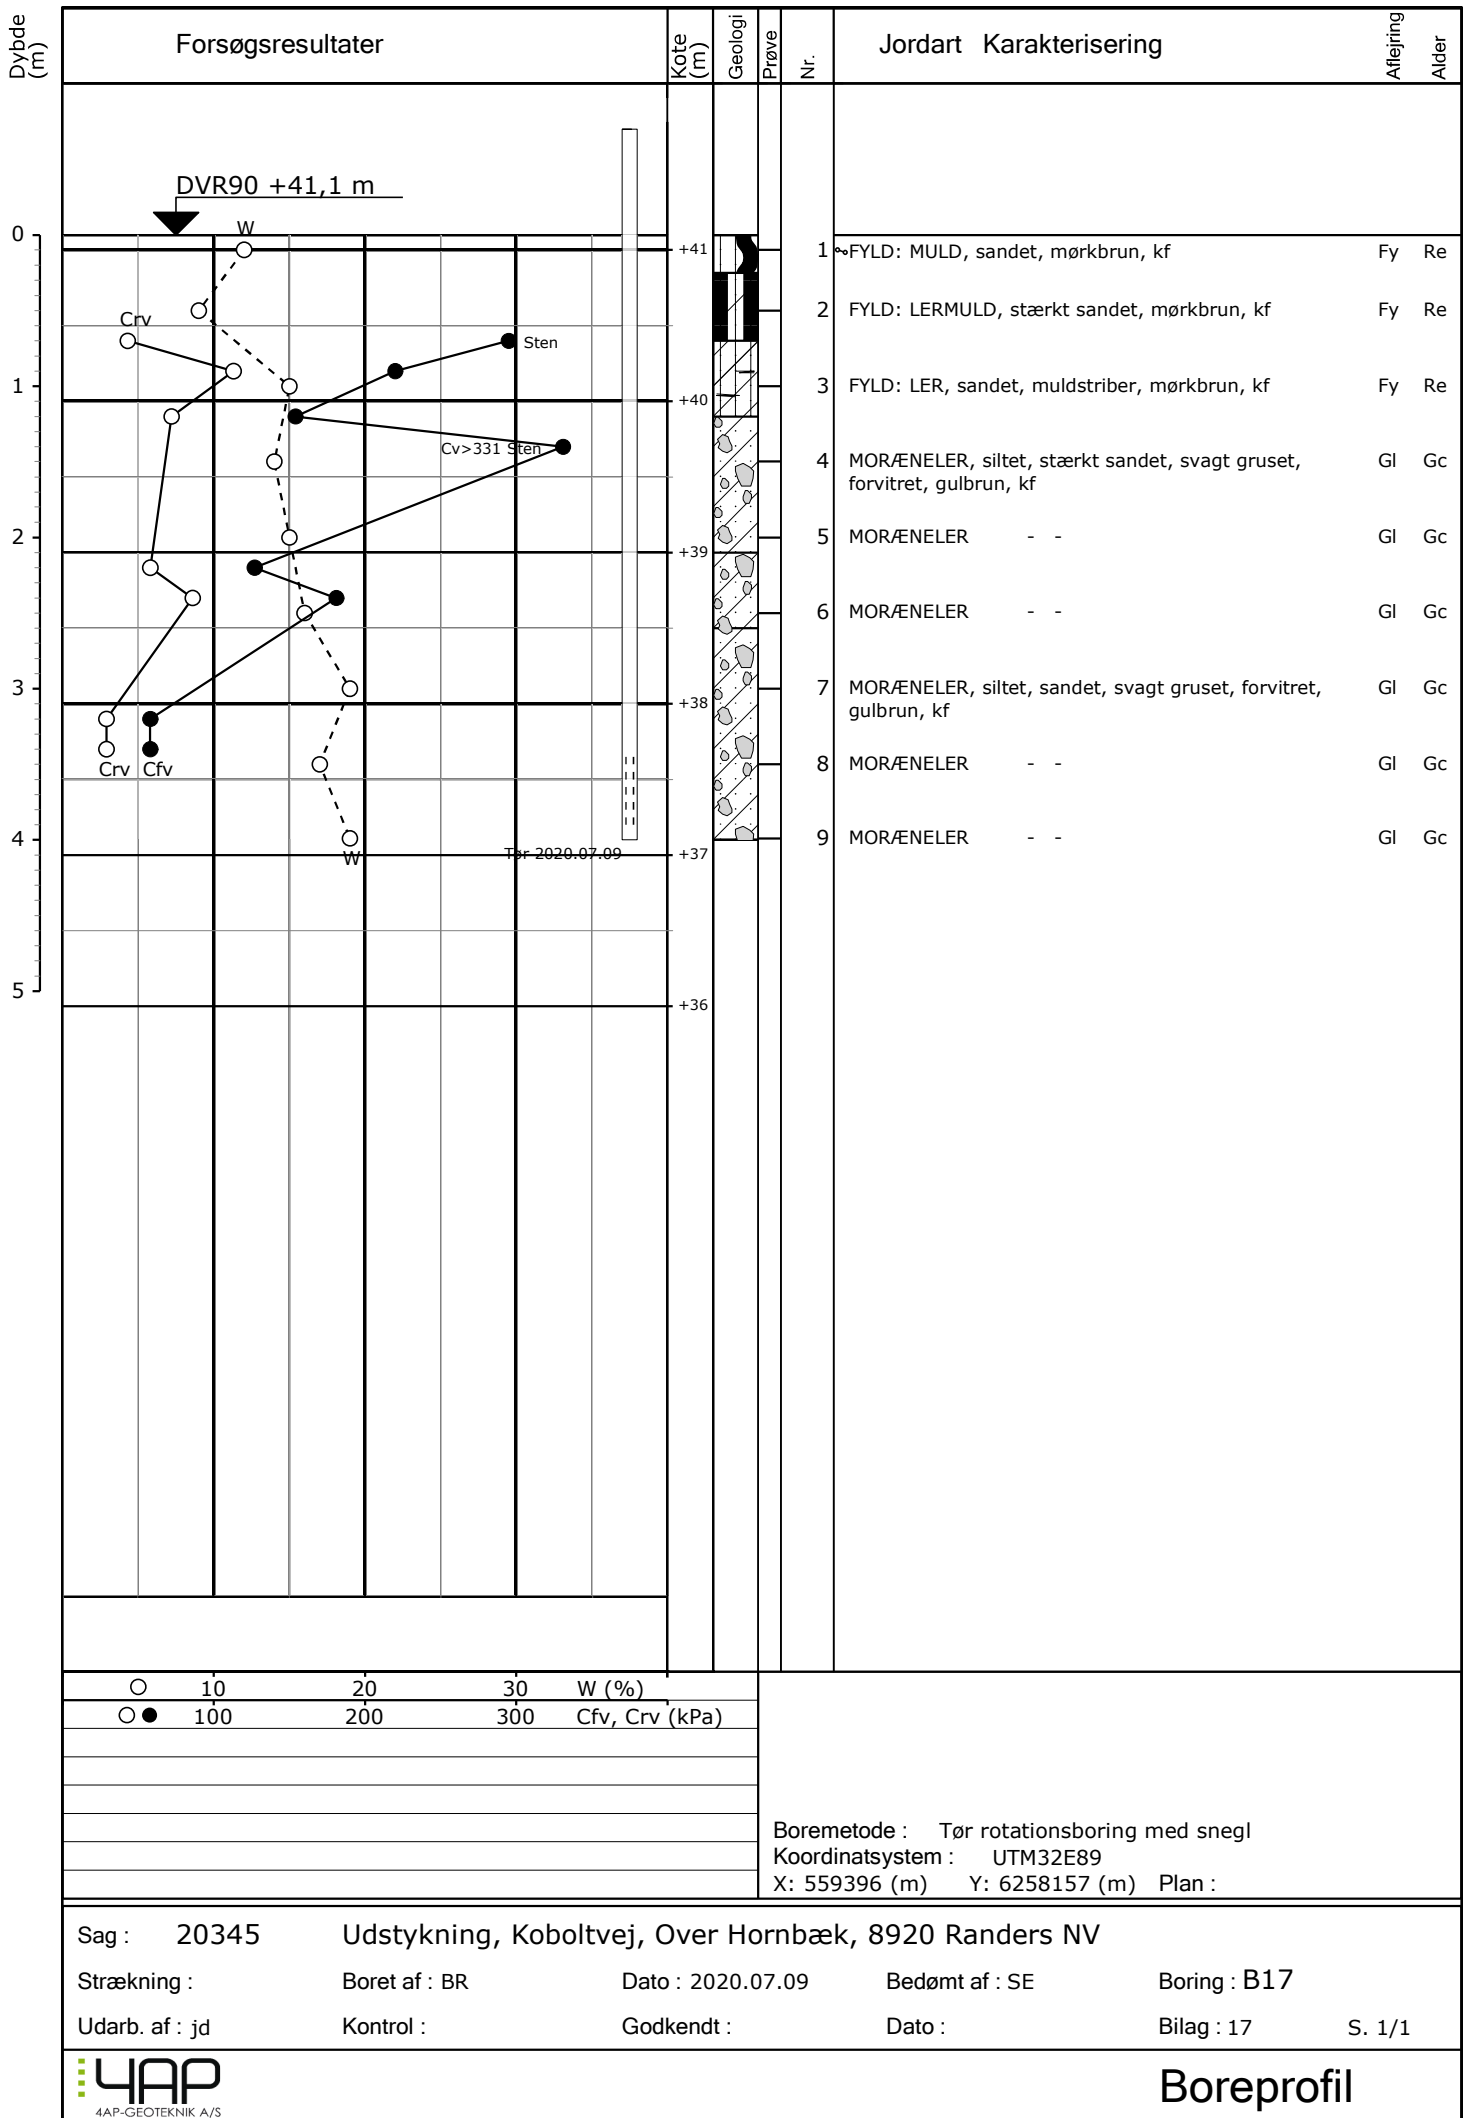 Dybde (m)
Forsøgsresultater
Kote (m)
Geologi
Prøve
Nr.
Jordart Karakterisering
Aflejring
Alder
DVR90 +41,1 m
0
W
+41
1 FYLD: MULD, sandet, mørkbrun, kf Fy Re
2 FYLD: LERMULD, stærkt sandet, mørkbrun, kf Fy Re
Crv
Sten
1
3 FYLD: LER, sandet, muldstriber, mørkbrun, kf Fy Re
+40
Cv>331 Sten
4 MORÆNELER, siltet, stærkt sandet, svagt gruset, Gl Gc
forvitret, gulbrun, kf
2
5 MORÆNELER - - Gl Gc
+39
6 MORÆNELER - - Gl Gc
3
7 MORÆNELER, siltet, sandet, svagt gruset, forvitret, Gl Gc
+38
gulbrun, kf
Crv Cfv
8 MORÆNELER - - Gl Gc
4
9 MORÆNELER - - Gl Gc
W
Tør 2020.07.09
+37
5
+36
10 20 30 W (%)
100 200 300 Cfv, Crv (kPa)
Boremetode : Tør rotationsboring med snegl
Koordinatsystem : UTM32E89
X: 559396 (m) Y: 6258157 (m) Plan :
Sag : 20345 Udstykning, Koboltvej, Over Hornbæk, 8920 Randers NV
Strækning : Boret af : BR Dato : 2020.07.09 Bedømt af : SE Boring : B17
Udarb. af : jd Kontrol : Godkendt : Dato : Bilag : 17 S. 1/1
4AP
4AP-GEOTEKNIK A/S
Boreprofil